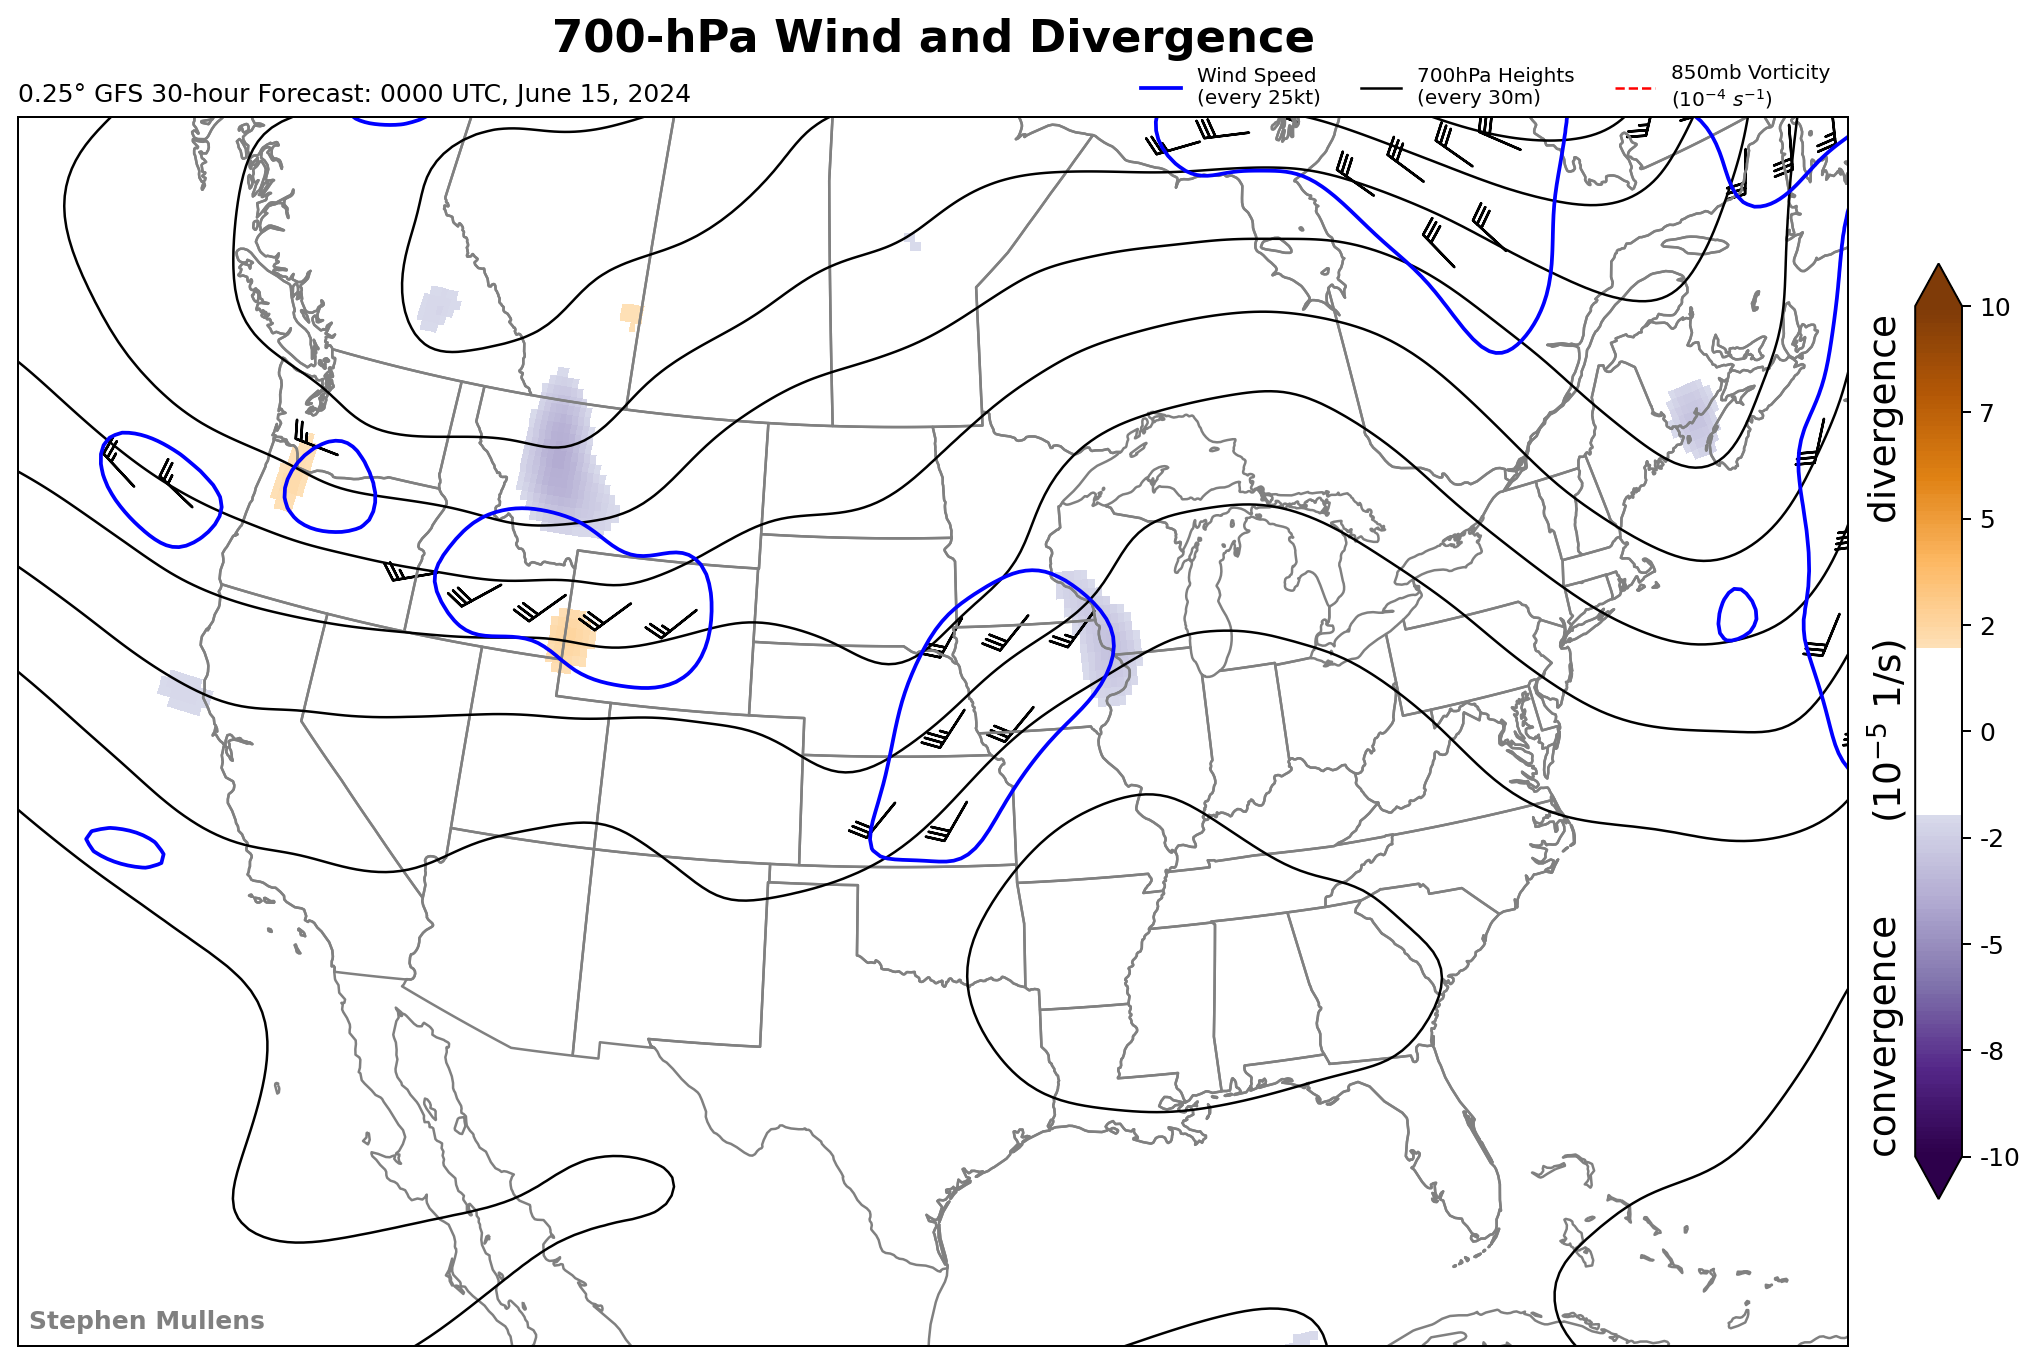 700-hPa Wind and Divergence
0.25° GFS 30-hour Forecast: 0000 UTC, June 15, 2024
Wind Speed
(every 25kt)
700hPa Heights
(every 30m)
850mb Vorticity
(10⁻⁴ s⁻¹)
10
7
5
2
0
-2
-5
-8
-10
convergence (10⁻⁵ 1/s) divergence
Stephen Mullens